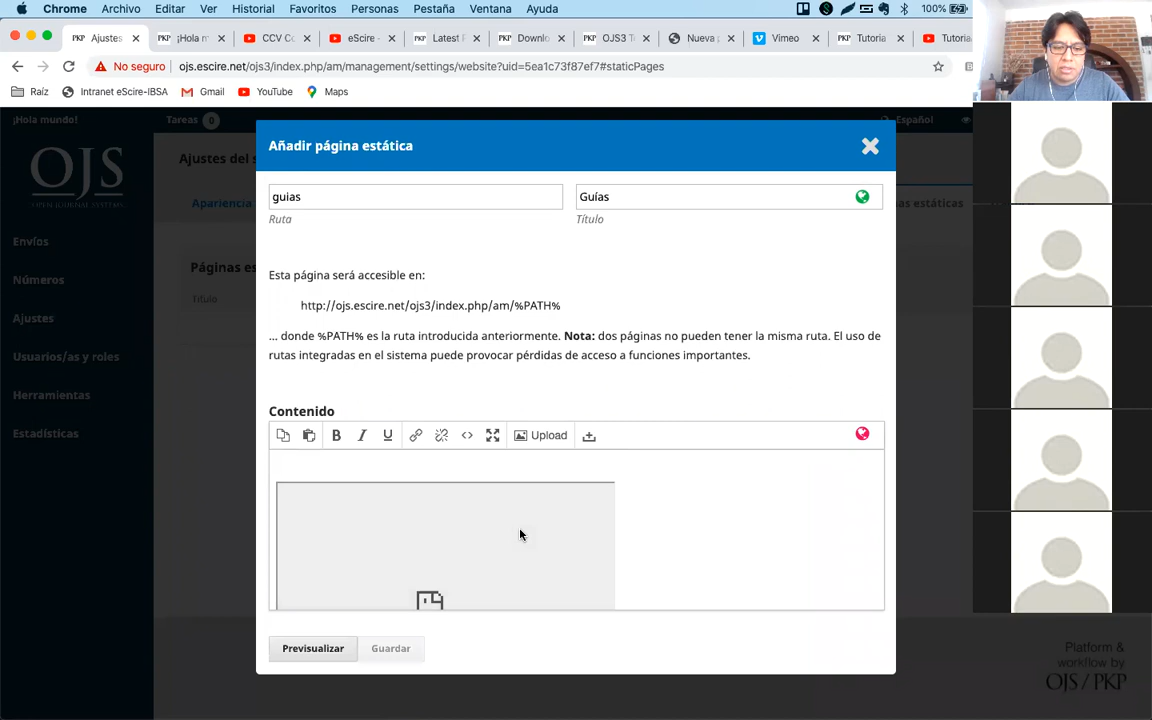 Chrome Archivo Editar Ver Historial Favoritos Personas Pestaña Ventana Ayuda 100%
Ajustes ¡Hola m CCV Co eScire - Latest F Downlo OJS3 Te Nueva p Vimeo Tutoria Tutoria
No seguro ojs.escire.net/ojs3/index.php/am/management/settings/website?uid=5ea1c73f87ef7#staticPages
Raíz Intranet eScire-IBSA Gmail YouTube Maps
¡Hola mundo! Tareas 0 Español
OJS
OPEN JOURNAL SYSTEMS
Envíos
Números
Ajustes
Usuarios/as y roles
Herramientas
Estadísticas
Ajustes del s
Apariencia nas estáticas
Páginas es
Título
Añadir página estática
guias Guías
Ruta Título
Esta página será accesible en:
http://ojs.escire.net/ojs3/index.php/am/%PATH%
... donde %PATH% es la ruta introducida anteriormente. Nota: dos páginas no pueden tener la misma ruta. El uso de
rutas integradas en el sistema puede provocar pérdidas de acceso a funciones importantes.
Contenido
B I U Upload
Previsualizar Guardar
Platform &
workflow by
OJS / PKP